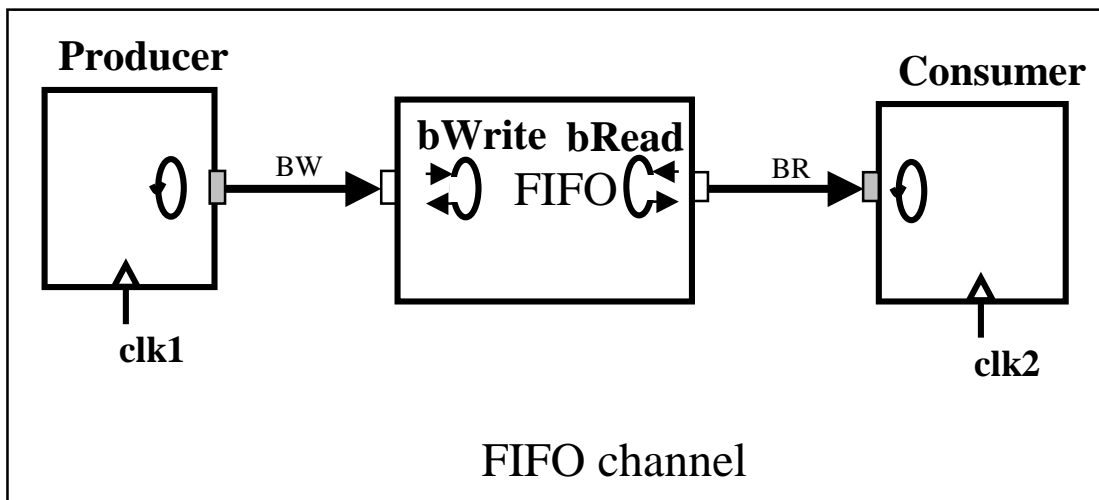 Producer
Consumer
bWrite bRead
BW
FIFO
BR
clk1
clk2
FIFO channel